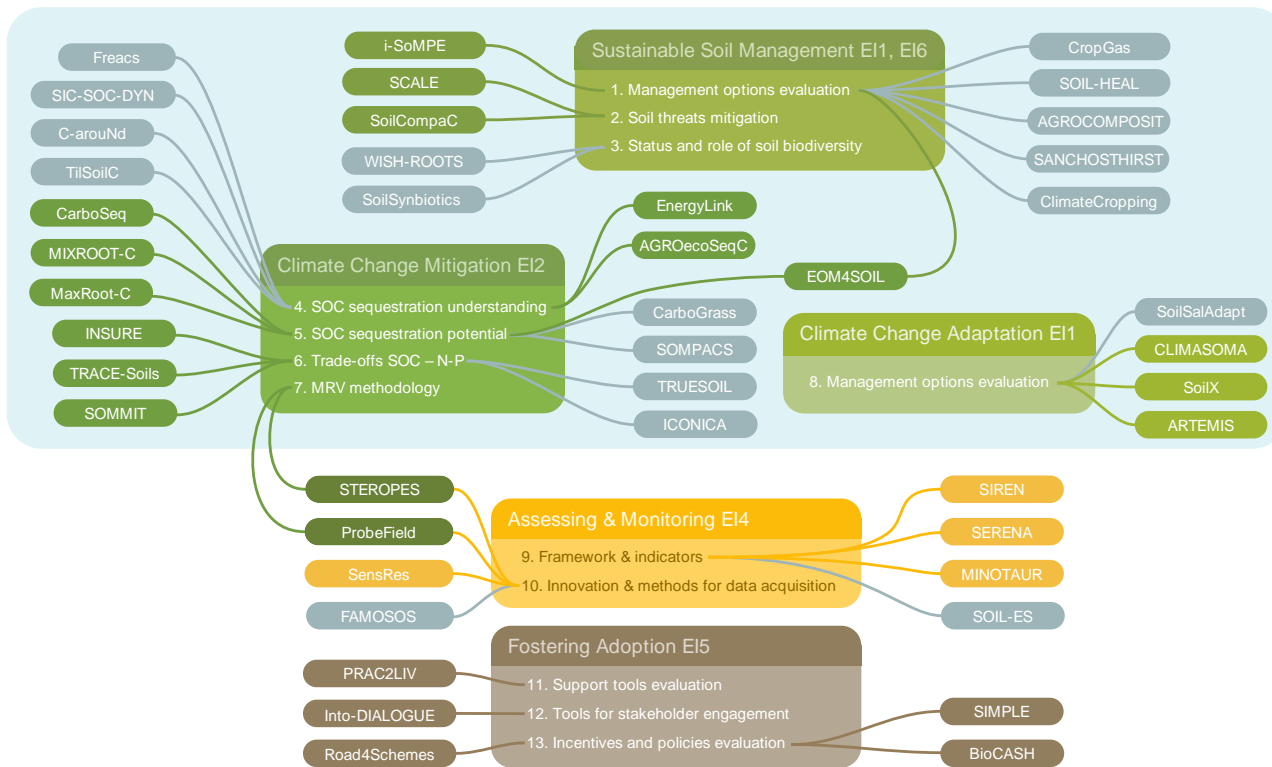 Freacs
SIC-SOC-DYN
C-arouNd
TilSoilC
CarboSeq
MIXROOT-C
MaxRoot-C
INSURE
TRACE-Soils
SOMMIT
i-SoMPE
SCALE
SoilCompaC
WISH-ROOTS
SoilSynbiotics
Sustainable Soil Management EI1, EI6
1. Management options evaluation
2. Soil threats mitigation
3. Status and role of soil biodiversity
CropGas
SOIL-HEAL
AGROCOMPOSIT
SANCHOSTHIRST
ClimateCropping
EnergyLink
AGROecoSeqC
EOM4SOIL
Climate Change Mitigation EI2
4. SOC sequestration understanding
5. SOC sequestration potential
6. Trade-offs SOC – N-P
7. MRV methodology
CarboGrass
SOMPACS
TRUESOIL
ICONICA
Climate Change Adaptation EI1
8. Management options evaluation
SoilSalAdapt
CLIMASOMA
SoilX
ARTEMIS
STEROPES
ProbeField
SensRes
FAMOSOS
Assessing & Monitoring EI4
9. Framework & indicators
10. Innovation & methods for data acquisition
SIREN
SERENA
MINOTAUR
SOIL-ES
Fostering Adoption EI5
11. Support tools evaluation
12. Tools for stakeholder engagement
13. Incentives and policies evaluation
PRAC2LIV
Into-DIALOGUE
Road4Schemes
SIMPLE
BioCASH